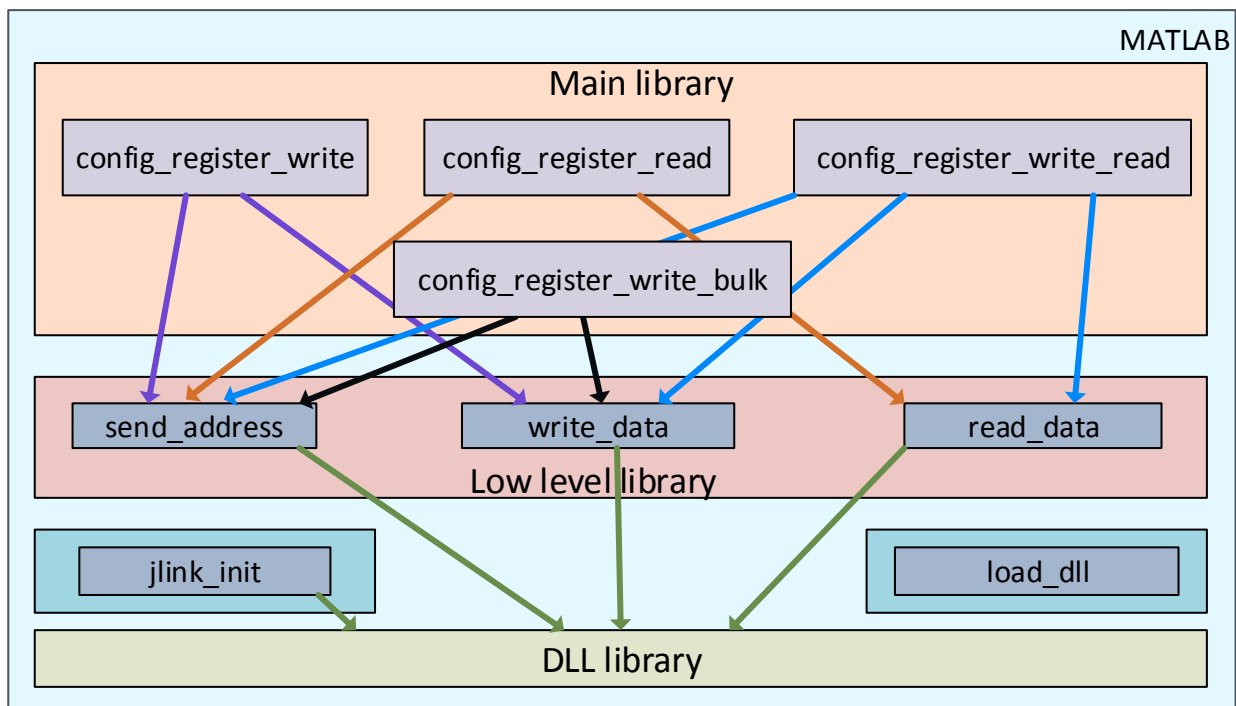 MATLAB
Main library
config_register_write
config_register_read
config_register_write_read
config_register_write_bulk
send_address
write_data
read_data
Low level library
jlink_init
load_dll
DLL library